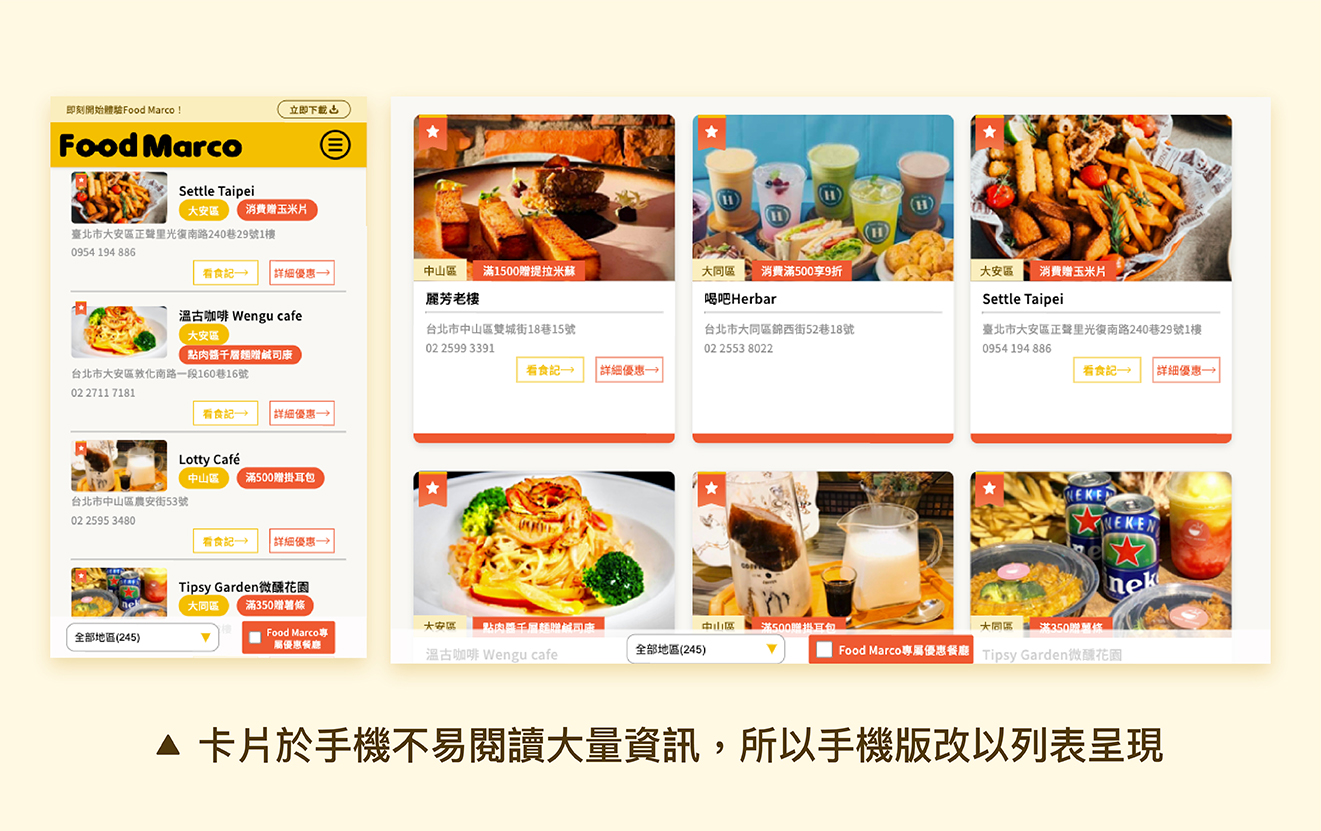 即刻開始體驗Food Marco！
立即下載
Food Marco
Settle Taipei
大安區
消費贈玉米片
臺北市大安區正聲里光復南路240巷29號1樓
0954 194 886
看食記→
詳細優惠→
溫古咖啡 Wengu cafe
大安區
點肉醬千層麵贈鹹司康
台北市大安區敦化南路一段160巷16號
02 2711 7181
看食記→
詳細優惠→
Lotty Café
中山區
滿500贈掛耳包
台北市中山區農安街53號
02 2595 3480
看食記→
詳細優惠→
Tipsy Garden微醺花園
大同區
滿350贈薯條
全部地區(245)
Food Marco專
屬優惠餐廳
中山區
滿1500贈提拉米蘇
麗芳老樓
台北市中山區雙城街18巷15號
02 2599 3391
看食記→
詳細優惠→
H
H
H
H
大同區
消費滿500享9折
喝吧Herbar
台北市大同區錦西街52巷18號
02 2553 8022
大安區
消費贈玉米片
Settle Taipei
臺北市大安區正聲里光復南路240巷29號1樓
0954 194 886
看食記→
詳細優惠→
大安區
點肉醬千層麵贈鹹司康
溫古咖啡 Wengu cafe
中山區
滿500贈掛耳包
NEKEN
NEKEN
nek
大同區
滿350贈薯條
Tipsy Garden微醺花園
全部地區(245)
Food Marco專屬優惠餐廳
▲ 卡片於手機不易閱讀大量資訊，所以手機版改以列表呈現